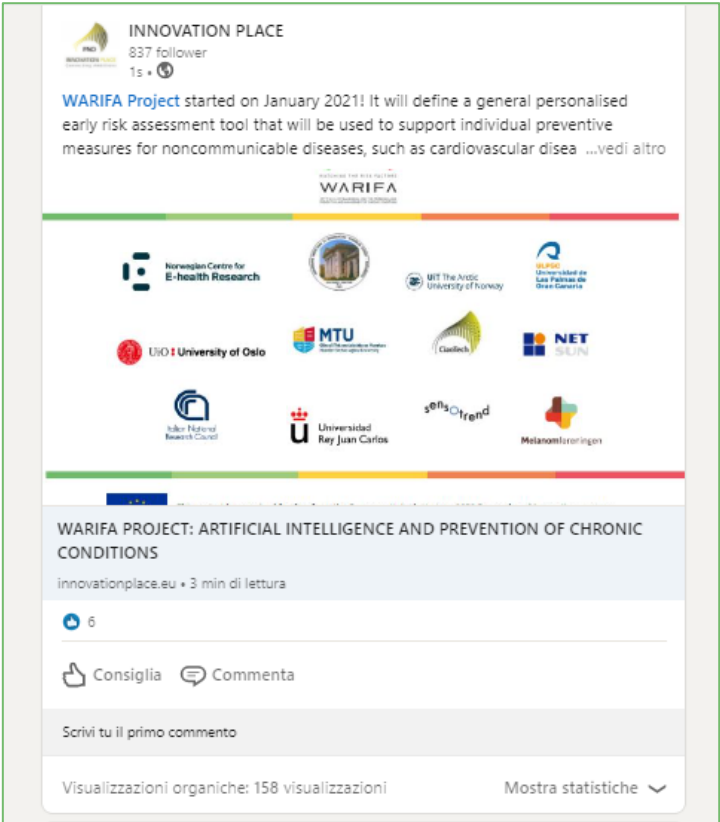 INNOVATION PLACE
837 follower
1s •
WARIFA Project started on January 2021! It will define a general personalised
early risk assessment tool that will be used to support individual preventive
measures for noncommunicable diseases, such as cardiovascular disea ...vedi altro
WARIFA
Norwegian Centre for
E-health Research
UiT The Arctic
University of Norway
ULPGC
Universidad de
Las Palmas de
Gran Canaria
UiO University of Oslo
MTU
CiaoTech
NET
SUN
Italian National
Research Council
Universidad
Rey Juan Carlos
sensotrend
Melanomforeningen
WARIFA PROJECT: ARTIFICIAL INTELLIGENCE AND PREVENTION OF CHRONIC
CONDITIONS
innovationplace.eu • 3 min di lettura
6
Consiglia
Commenta
Scrivi tu il primo commento
Visualizzazioni organiche: 158 visualizzazioni
Mostra statistiche